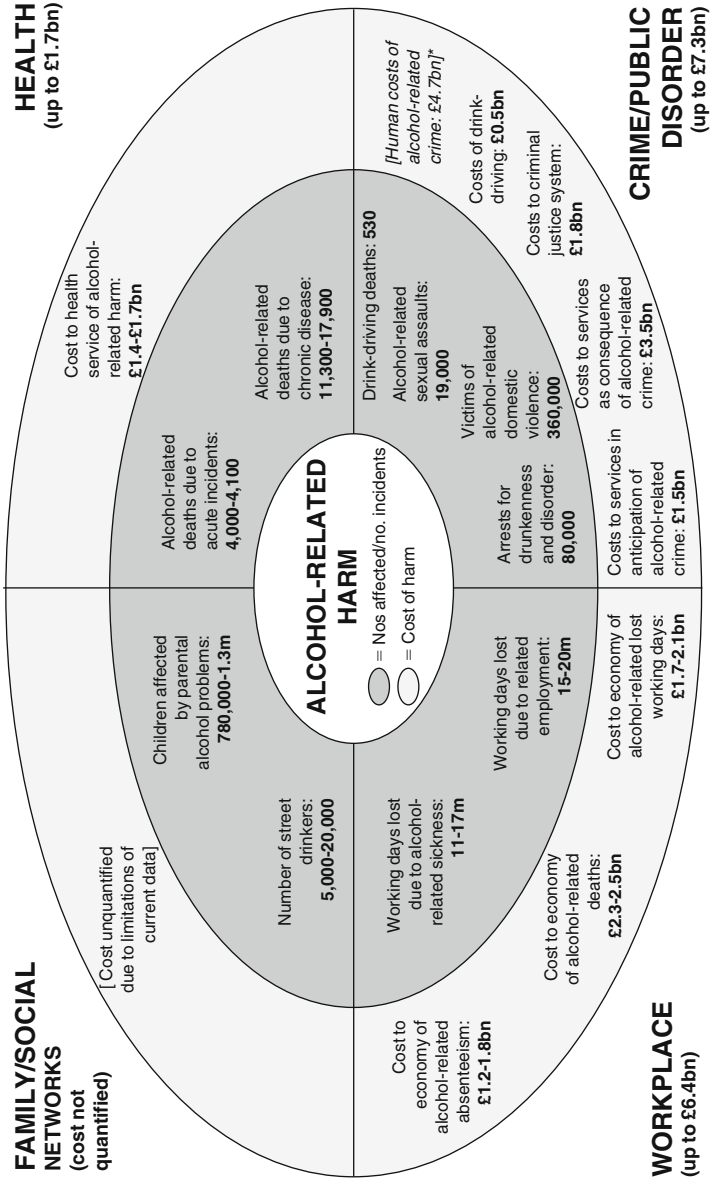 FAMILY/SOCIAL
NETWORKS
(cost not
quantified)
HEALTH
(up to £1.7bn)
[ Cost unquantified
due to limitations of
current data]
Cost to health
service of alcohol-
related harm:
£1.4-£1.7bn
Number of street
drinkers:
5,000-20,000
Children affected
by parental
alcohol problems:
780,000-1.3m
Alcohol-related
deaths due to
acute incidents:
4,000-4,100
Alcohol-related
deaths due to
chronic disease:
11,300-17,900
ALCOHOL-RELATED
HARM
= Nos affected/no. incidents
= Cost of harm
Working days lost
due to alcohol-
related sickness:
11-17m
Working days lost
due to related
employment:
15-20m
Arrests for
drunkenness
and disorder:
80,000
Victims of
alcohol-related
domestic
violence:
360,000
Alcohol-related
sexual assaults:
19,000
Drink-driving deaths: 530
Cost to
economy of
alcohol-related
absenteeism:
£1.2-1.8bn
Cost to economy
of alcohol-related
deaths:
£2.3-2.5bn
Cost to economy of
alcohol-related lost
working days:
£1.7-2.1bn
Costs to services in
anticipation of
alcohol-related
crime: £1.5bn
Costs to services
as consequence
of alcohol-related
crime: £3.5bn
Costs to criminal
justice system:
£1.8bn
Costs of drink-
driving: £0.5bn
[Human costs of
alcohol-related
crime: £4.7bn]*
WORKPLACE
(up to £6.4bn)
CRIME/PUBLIC
DISORDER
(up to £7.3bn)